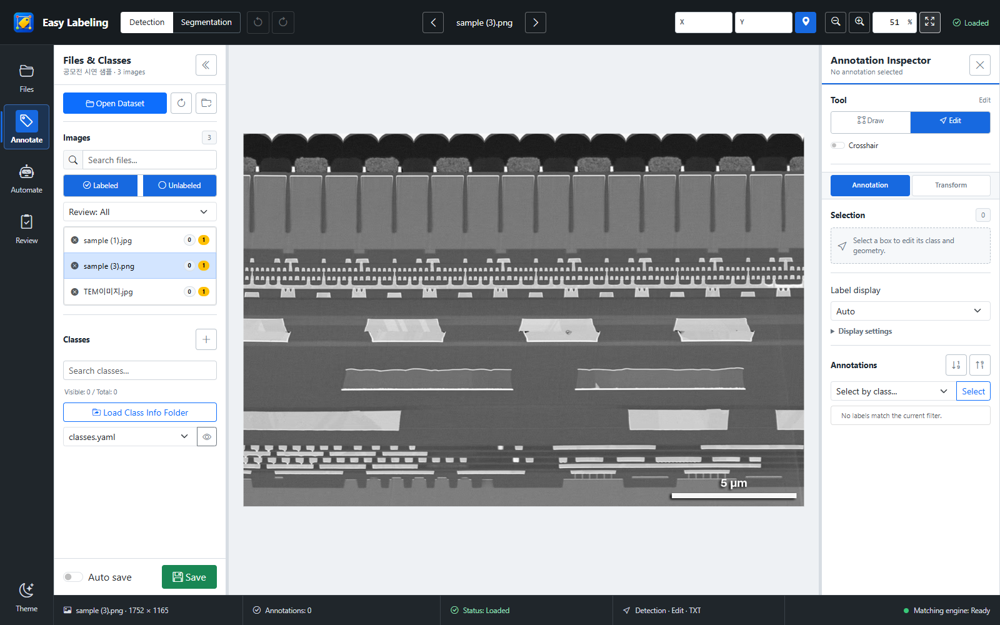 Easy Labeling
Detection
Segmentation
sample (3).png
X
Y
51 %
Loaded
Files
Annotate
Automate
Review
Theme
Files & Classes
공모전 시연 샘플 · 3 images
Open Dataset
Images
3
Search files...
Labeled
Unlabeled
Review: All
sample (1).jpg
0
1
sample (3).png
0
1
TEM이미지.jpg
0
1
Classes
Search classes...
Visible: 0 / Total: 0
Load Class Info Folder
classes.yaml
Auto save
Save
5 μm
Annotation Inspector
No annotation selected
Tool
Edit
Draw
Edit
Crosshair
Annotation
Transform
Selection
0
Select a box to edit its class and
geometry.
Label display
Auto
Display settings
Annotations
Select by class...
Select
No labels match the current filter.
sample (3).png · 1752 × 1165
Annotations: 0
Status: Loaded
Detection · Edit · TXT
Matching engine: Ready